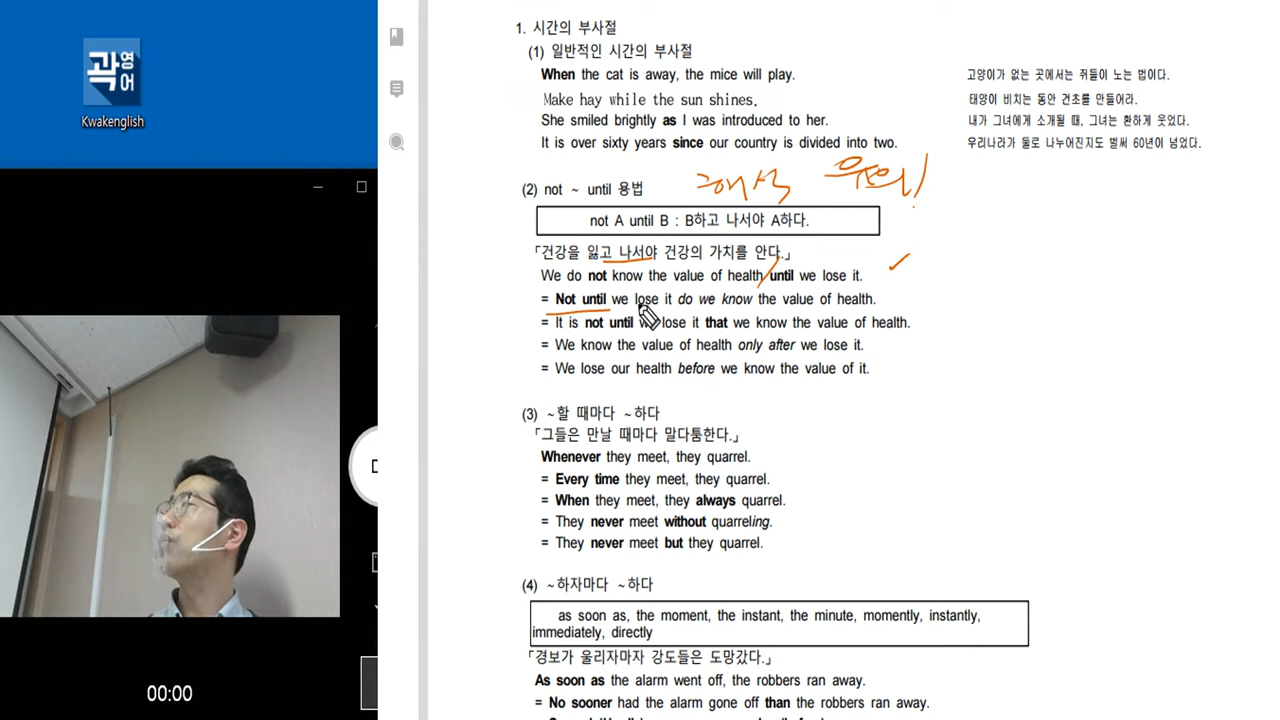 곽영어
Kwakenglish
00:00
1. 시간의 부사절
(1) 일반적인 시간의 부사절
When the cat is away, the mice will play. 고양이가 없는 곳에서는 쥐들이 노는 법이다.
Make hay while the sun shines. 태양이 비치는 동안 건초를 만들어라.
She smiled brightly as I was introduced to her. 내가 그녀에게 소개될 때, 그녀는 환하게 웃었다.
It is over sixty years since our country is divided into two. 우리나라가 둘로 나누어진지도 벌써 60년이 넘었다.
(2) not ~ until 용법 해석 유의!
not A until B : B하고 나서야 A하다.
「건강을 잃고 나서야 건강의 가치를 안다.」
We do not know the value of health until we lose it.
= Not until we lose it do we know the value of health.
= It is not until we lose it that we know the value of health.
= We know the value of health only after we lose it.
= We lose our health before we know the value of it.
(3) ~할 때마다 ~하다
「그들은 만날 때마다 말다툼한다.」
Whenever they meet, they quarrel.
= Every time they meet, they quarrel.
= When they meet, they always quarrel.
= They never meet without quarreling.
= They never meet but they quarrel.
(4) ~하자마다 ~하다
as soon as, the moment, the instant, the minute, momently, instantly,
immediately, directly
「경보가 울리자마자 강도들은 도망갔다.」
As soon as the alarm went off, the robbers ran away.
= No sooner had the alarm gone off than the robbers ran away.